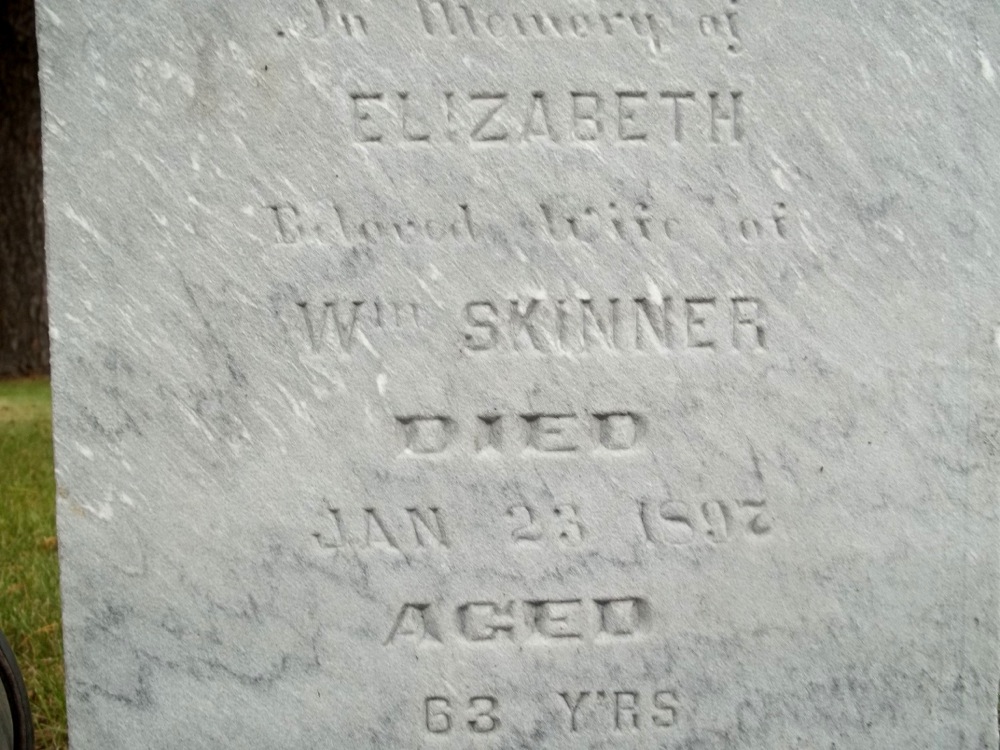 In Memory of
ELIZABETH
Beloved Wife of
Wm SKINNER
DIED
JAN 23 1897
AGED
63 Y'RS